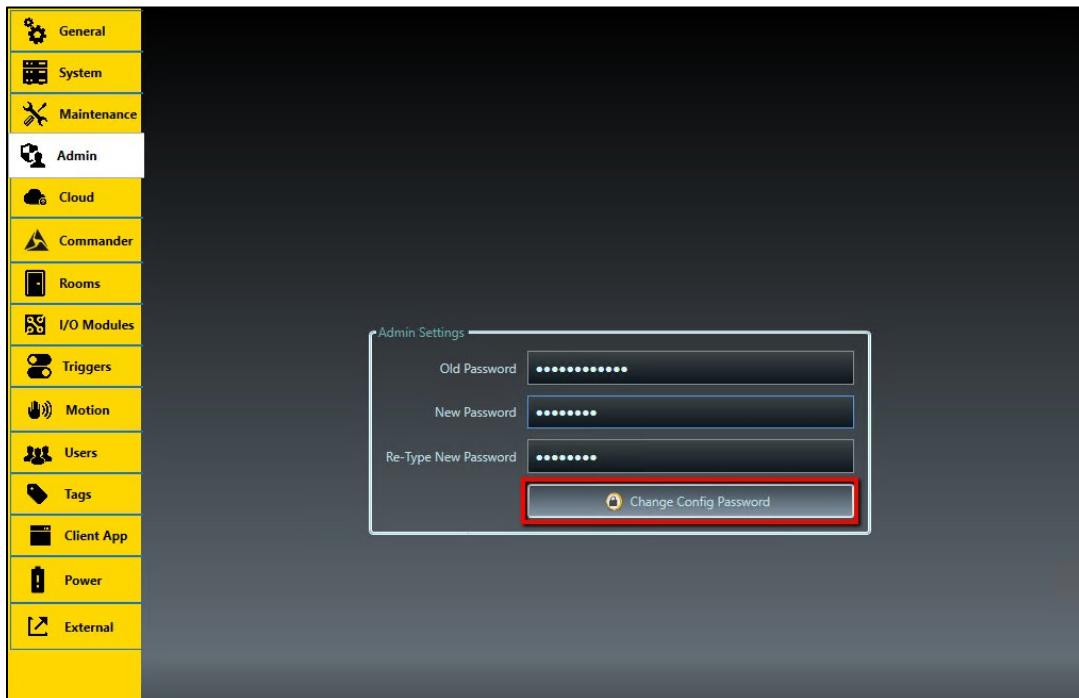 General
System
Maintenance
Admin
Cloud
Commander
Rooms
I/O Modules
Triggers
Motion
Users
Tags
Client App
Power
External
Admin Settings
Old Password ••••••••••••
New Password ••••••••
Re-Type New Password ••••••••
Change Config Password